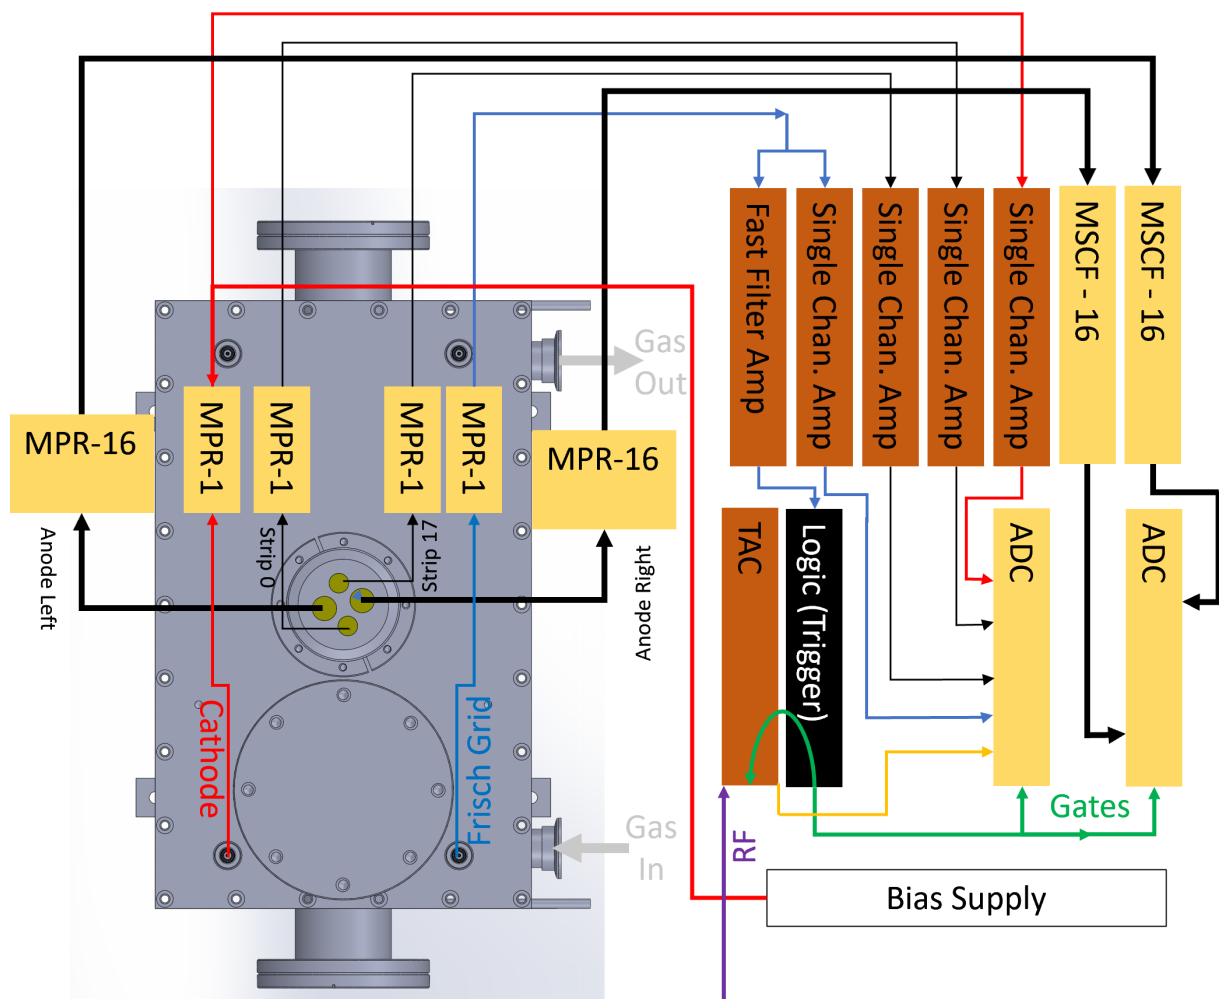 Gas
Out
MPR-16
MPR-1
MPR-1
MPR-1
MPR-1
MPR-16
Anode Left
Strip 0
Strip 17
Anode Right
Cathode
Frisch Grid
Gas
In
Fast Filter Amp
Single Chan. Amp
Single Chan. Amp
Single Chan. Amp
Single Chan. Amp
MSCF - 16
MSCF - 16
TAC
Logic (Trigger)
ADC
ADC
Gates
RF
Bias Supply